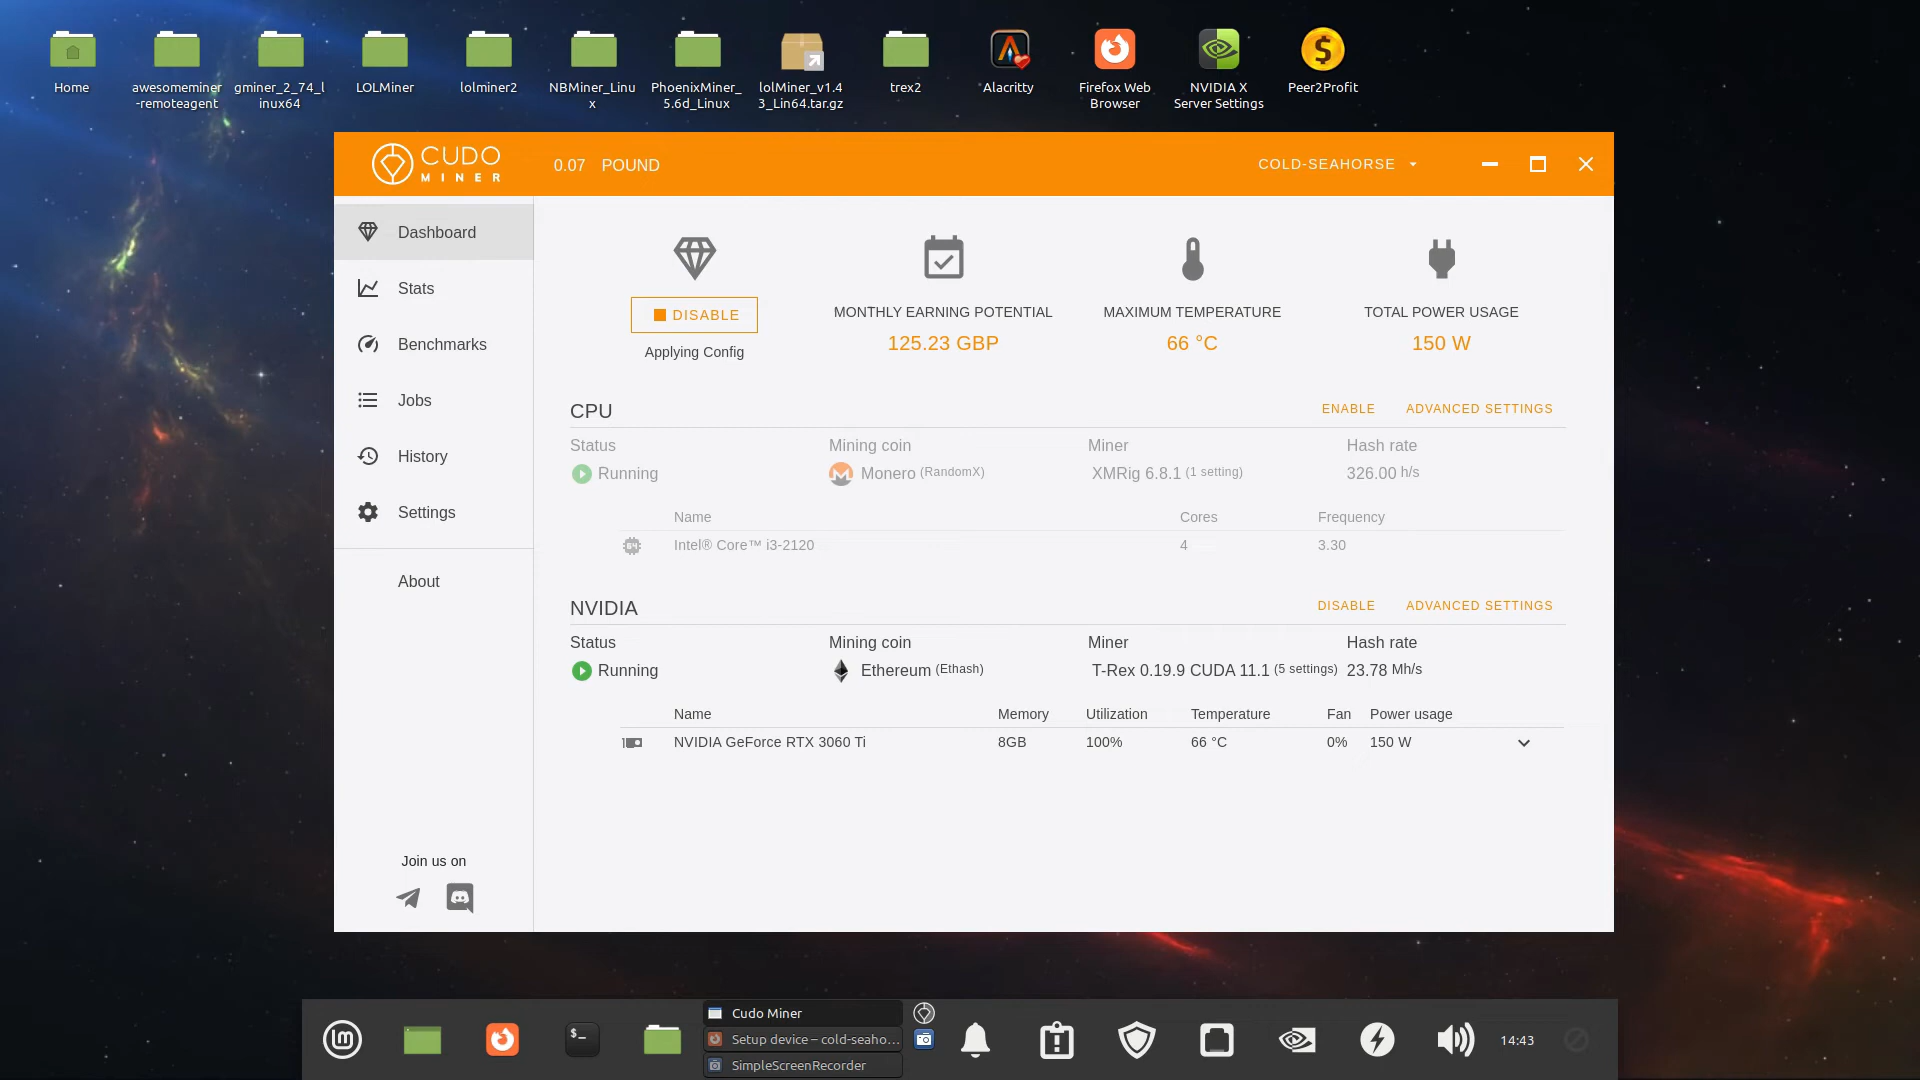 Home
awesomeminer
-remoteagent
gminer_2_74_l
inux64
LOLMiner
lolminer2
NBMiner_Linu
x
PhoenixMiner_
5.6d_Linux
lolMiner_v1.4
3_Lin64.tar.gz
trex2
Alacritty
Firefox Web
Browser
NVIDIA X
Server Settings
Peer2Profit
CUDO
MINER
0.07 POUND
COLD-SEAHORSE
Dashboard
Stats
Benchmarks
Jobs
History
Settings
About
Join us on
DISABLE
Applying Config
MONTHLY EARNING POTENTIAL
125.23 GBP
MAXIMUM TEMPERATURE
66 °C
TOTAL POWER USAGE
150 W
CPU ENABLE ADVANCED SETTINGS
Status Mining coin Miner Hash rate
Running Monero (RandomX) XMRig 6.8.1 (1 setting) 326.00 h/s
Name Cores Frequency
64 Intel® Core™ i3-2120 4 3.30
NVIDIA DISABLE ADVANCED SETTINGS
Status Mining coin Miner Hash rate
Running Ethereum (Ethash) T-Rex 0.19.9 CUDA 11.1 (5 settings) 23.78 Mh/s
Name Memory Utilization Temperature Fan Power usage
NVIDIA GeForce RTX 3060 Ti 8GB 100% 66 °C 0% 150 W
$_
Cudo Miner
Setup device – cold-seaho...
SimpleScreenRecorder
14:43